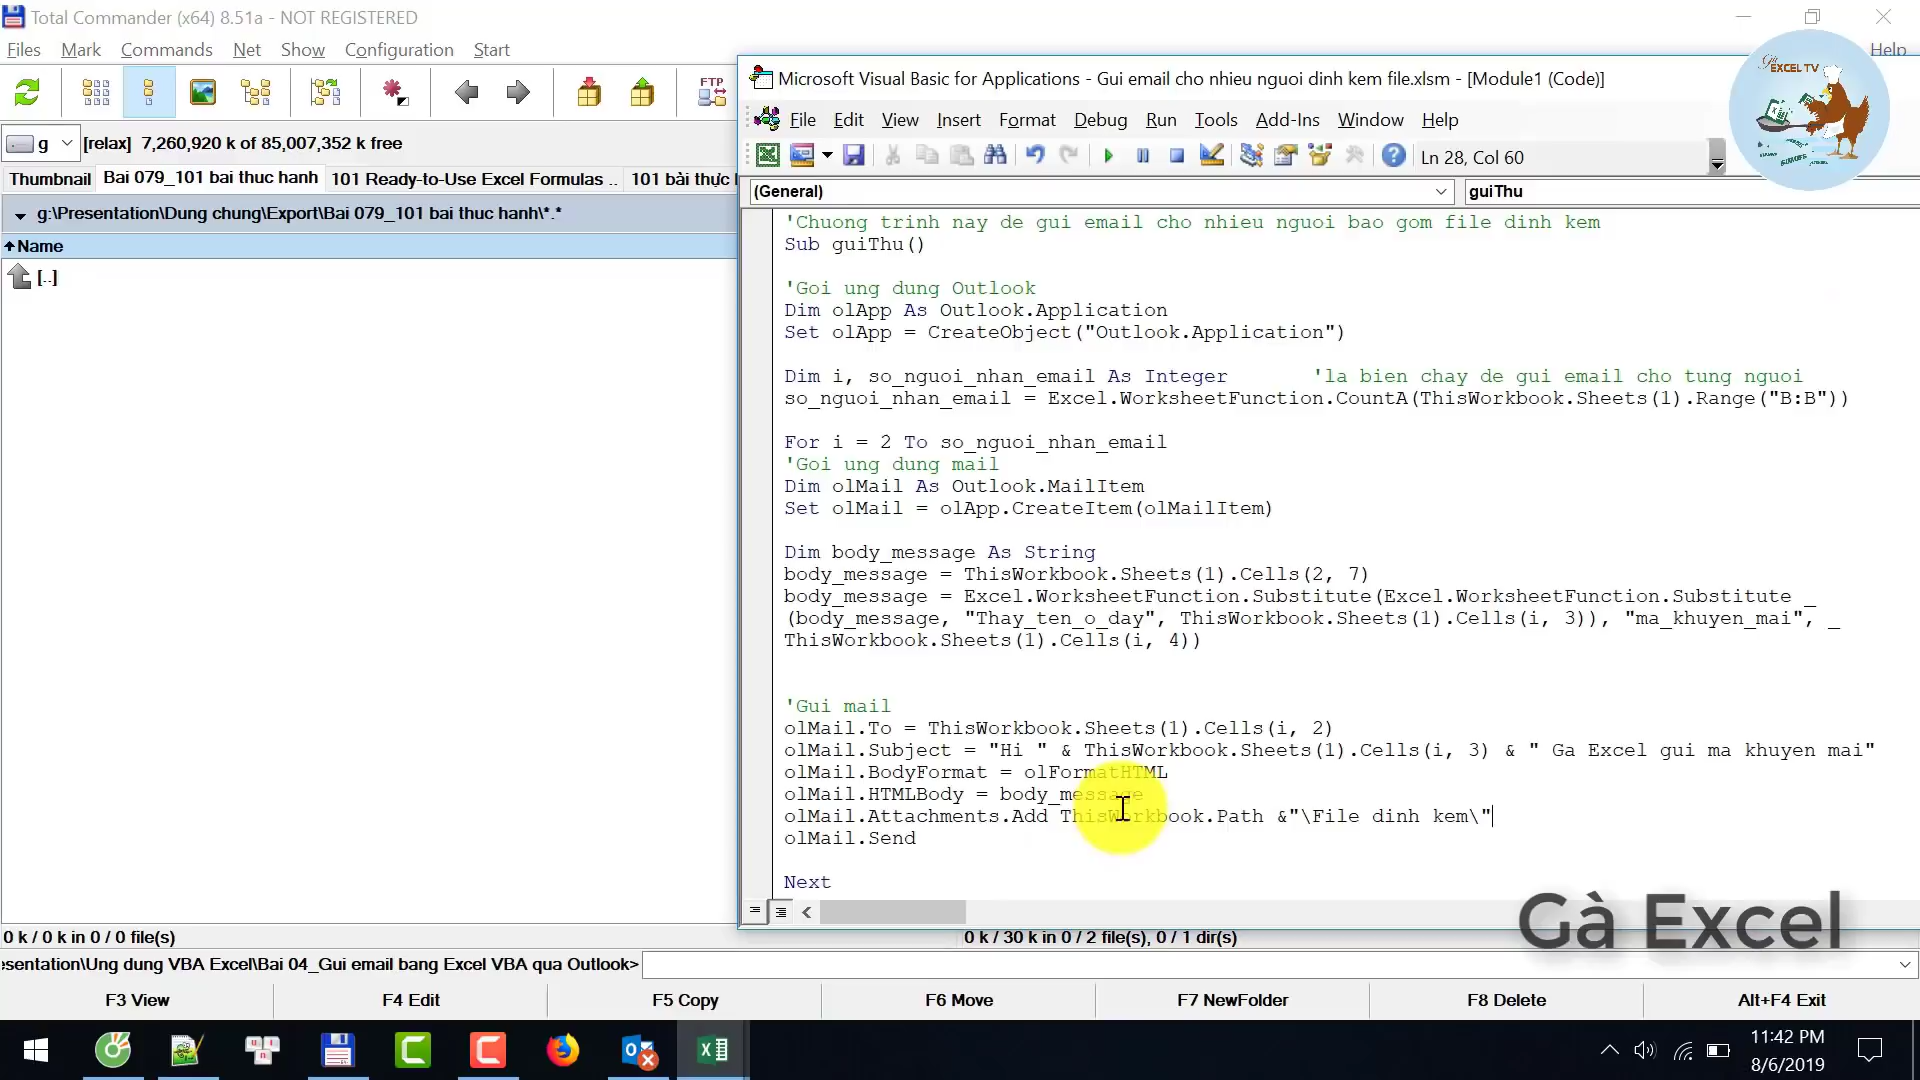 Total Commander (x64) 8.51a - NOT REGISTERED
Files Mark Commands Net Show Configuration Start Help
FTP
g [relax] 7,260,920 k of 85,007,352 k free
Thumbnail Bai 079_101 bai thuc hanh 101 Ready-to-Use Excel Formulas .. 101 bài thực
g:\Presentation\Dung chung\Export\Bai 079_101 bai thuc hanh\*.*
Name
[..]
Microsoft Visual Basic for Applications - Gui email cho nhieu nguoi dinh kem file.xlsm - [Module1 (Code)]
File Edit View Insert Format Debug Run Tools Add-Ins Window Help
Ln 28, Col 60
Gà EXCEL TV
(General) guiThu
'Chuong trinh nay de gui email cho nhieu nguoi bao gom file dinh kem
Sub guiThu()
'Goi ung dung Outlook
Dim olApp As Outlook.Application
Set olApp = CreateObject("Outlook.Application")
Dim i, so_nguoi_nhan_email As Integer 'la bien chay de gui email cho tung nguoi
so_nguoi_nhan_email = Excel.WorksheetFunction.CountA(ThisWorkbook.Sheets(1).Range("B:B"))
For i = 2 To so_nguoi_nhan_email
'Goi ung dung mail
Dim olMail As Outlook.MailItem
Set olMail = olApp.CreateItem(olMailItem)
Dim body_message As String
body_message = ThisWorkbook.Sheets(1).Cells(2, 7)
body_message = Excel.WorksheetFunction.Substitute(Excel.WorksheetFunction.Substitute _
(body_message, "Thay_ten_o_day", ThisWorkbook.Sheets(1).Cells(i, 3)), "ma_khuyen_mai", _
ThisWorkbook.Sheets(1).Cells(i, 4))
'Gui mail
olMail.To = ThisWorkbook.Sheets(1).Cells(i, 2)
olMail.Subject = "Hi " & ThisWorkbook.Sheets(1).Cells(i, 3) & " Ga Excel gui ma khuyen mai"
olMail.BodyFormat = olFormatHTML
olMail.HTMLBody = body_message
olMail.Attachments.Add ThisWorkbook.Path &"\File dinh kem\"
olMail.Send
Next
Gà Excel
0 k / 0 k in 0 / 0 file(s) 0 k / 30 k in 0 / 2 file(s), 0 / 1 dir(s)
esentation\Ung dung VBA Excel\Bai 04_Gui email bang Excel VBA qua Outlook>
F3 View F4 Edit F5 Copy F6 Move F7 NewFolder F8 Delete Alt+F4 Exit
11:42 PM
8/6/2019